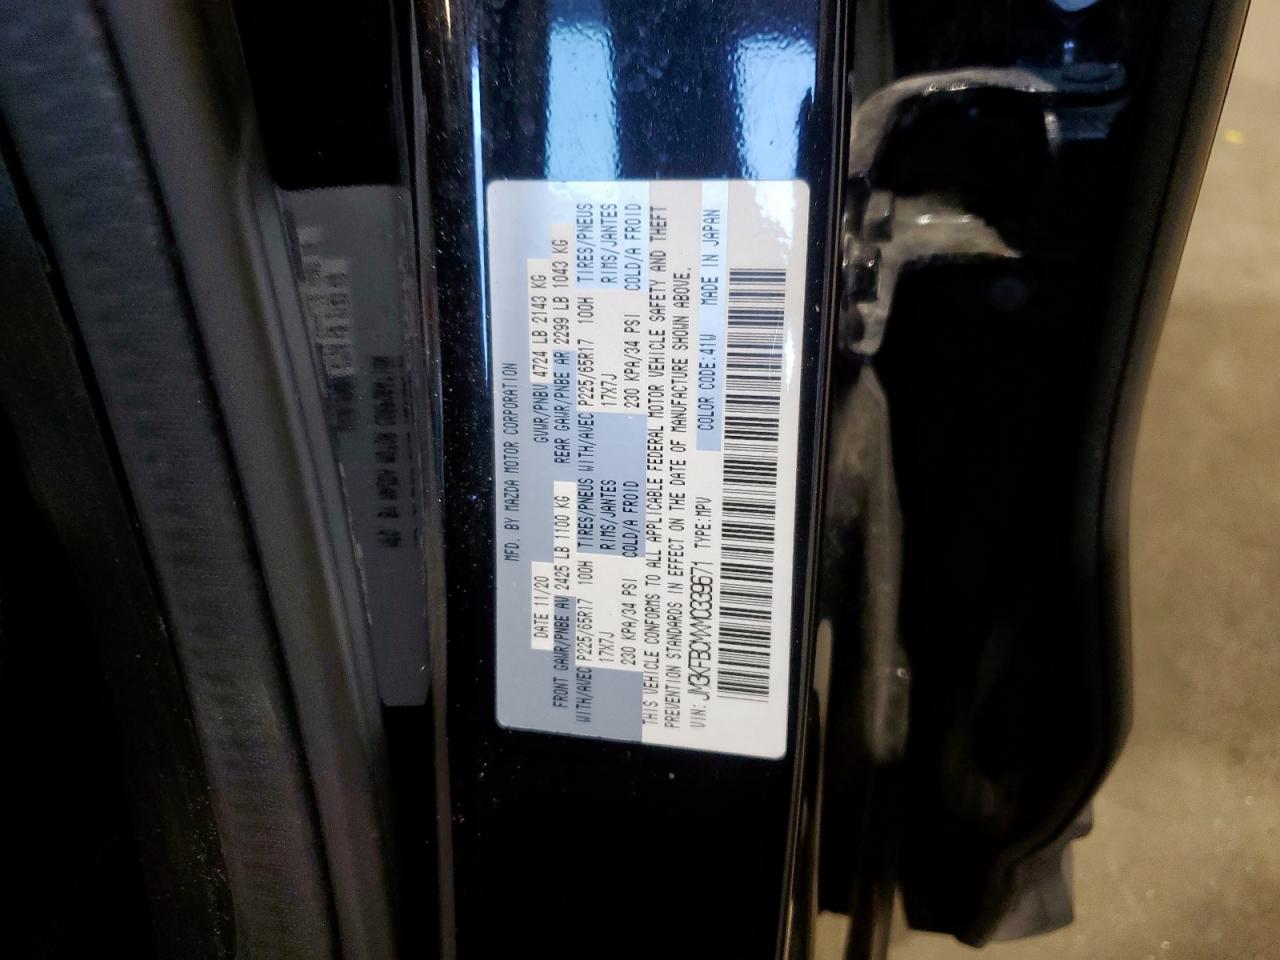 MFD. BY MAZDA MOTOR CORPORATION
DATE 11/20 GVWR/PNBV 4724 LB 2143 KG
FRONT GAWR/PNBE AV 2425 LB 1100 KG REAR GAWR/PNBE AR 2299 LB 1043 KG
WITH/AVEC P225/65R17 100H TIRES/PNEUS WITH/AVEC P225/65R17 100H TIRES/PNEUS
17X7J RIMS/JANTES 17X7J RIMS/JANTES
230 KPA/34 PSI COLD/A FROID 230 KPA/34 PSI COLD/A FROID
THIS VEHICLE CONFORMS TO ALL APPLICABLE FEDERAL MOTOR VEHICLE SAFETY AND THEFT
PREVENTION STANDARDS IN EFFECT ON THE DATE OF MANUFACTURE SHOWN ABOVE.
VIN: JM3KFBCMXM0339671 TYPE:MPV COLOR CODE:41W MADE IN JAPAN